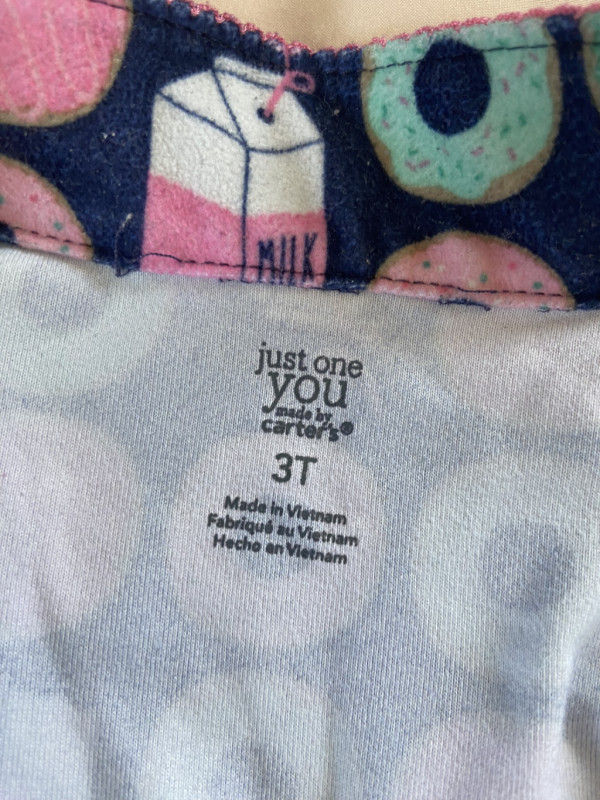 MILK
just one
you
made by
carter's®
3T
Made in Vietnam
Fabriqué au Vietnam
Hecho en Vietnam